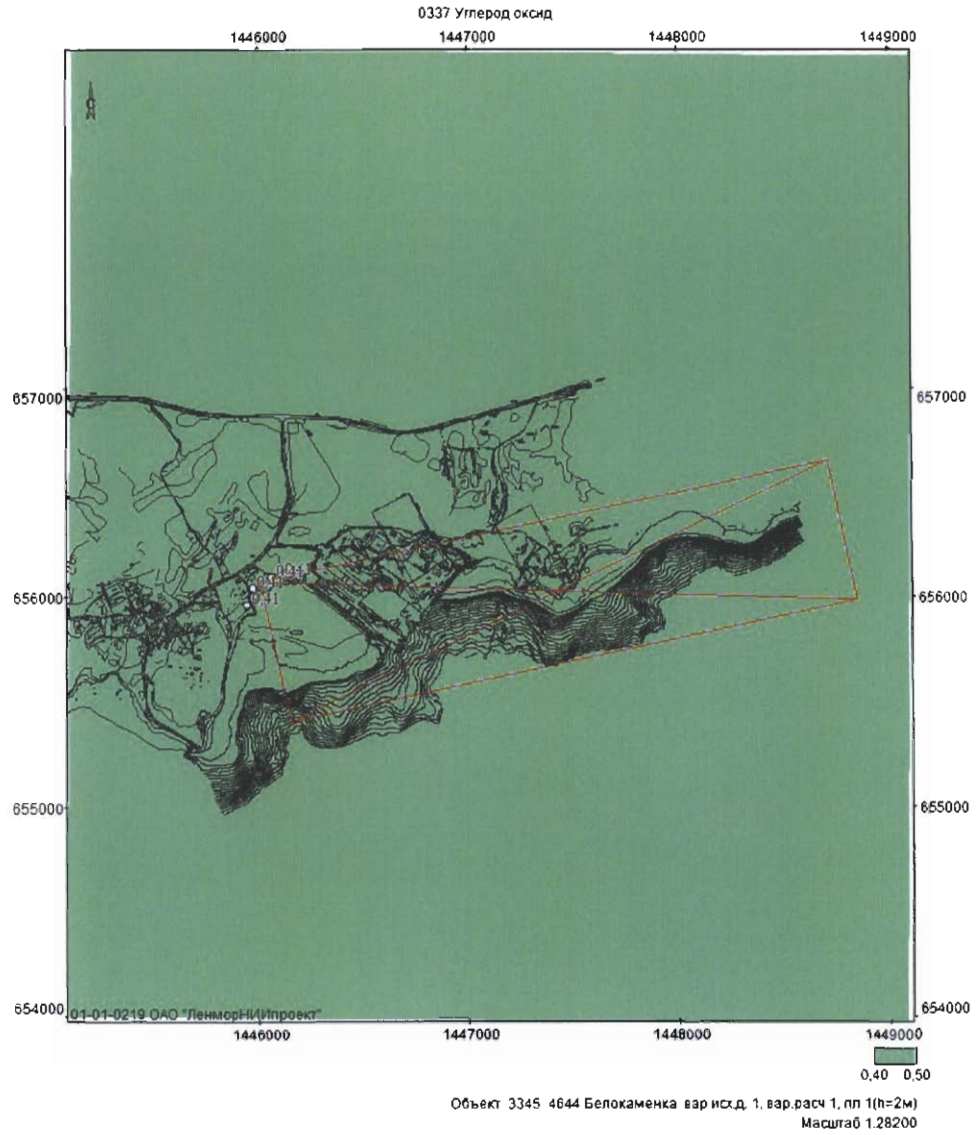 0337 Углерод оксид
1446000 1447000 1448000 1449000
С
657000 657000
0,41
656000 656000
655000 655000
654000 654000
01-01-0219 ОАО "ЛенморНИИпроект"
1446000 1447000 1448000 1449000
0,40 0,50
Объект 3345 4644 Белокаменка вар исх.д. 1, вар.расч 1, пл 1(h=2м)
Масштаб 1:28200